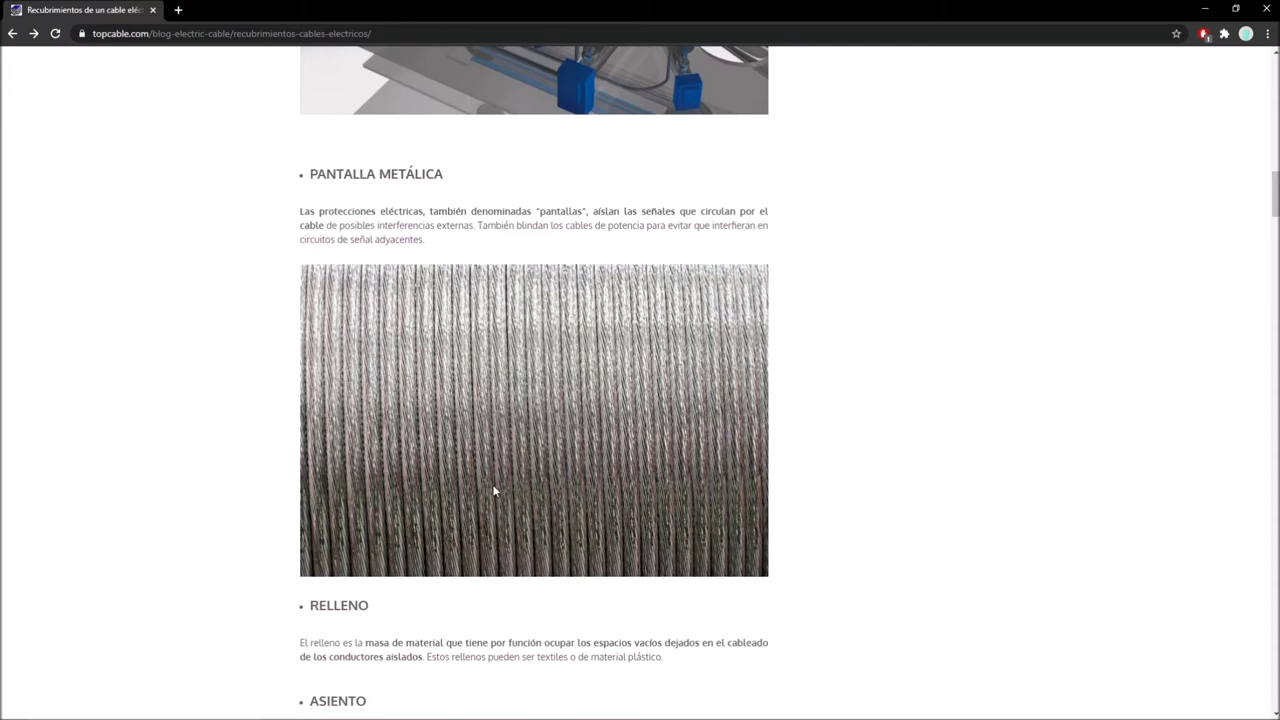 Recubrimientos de un cable eléc
topcable.com/blog-electric-cable/recubrimientos-cables-electricos/
1
• PANTALLA METÁLICA
Las protecciones eléctricas, también denominadas “pantallas”, aíslan las señales que circulan por el
cable de posibles interferencias externas. También blindan los cables de potencia para evitar que interfieran en
circuitos de señal adyacentes.
• RELLENO
El relleno es la masa de material que tiene por función ocupar los espacios vacíos dejados en el cableado
de los conductores aislados. Estos rellenos pueden ser textiles o de material plástico.
• ASIENTO